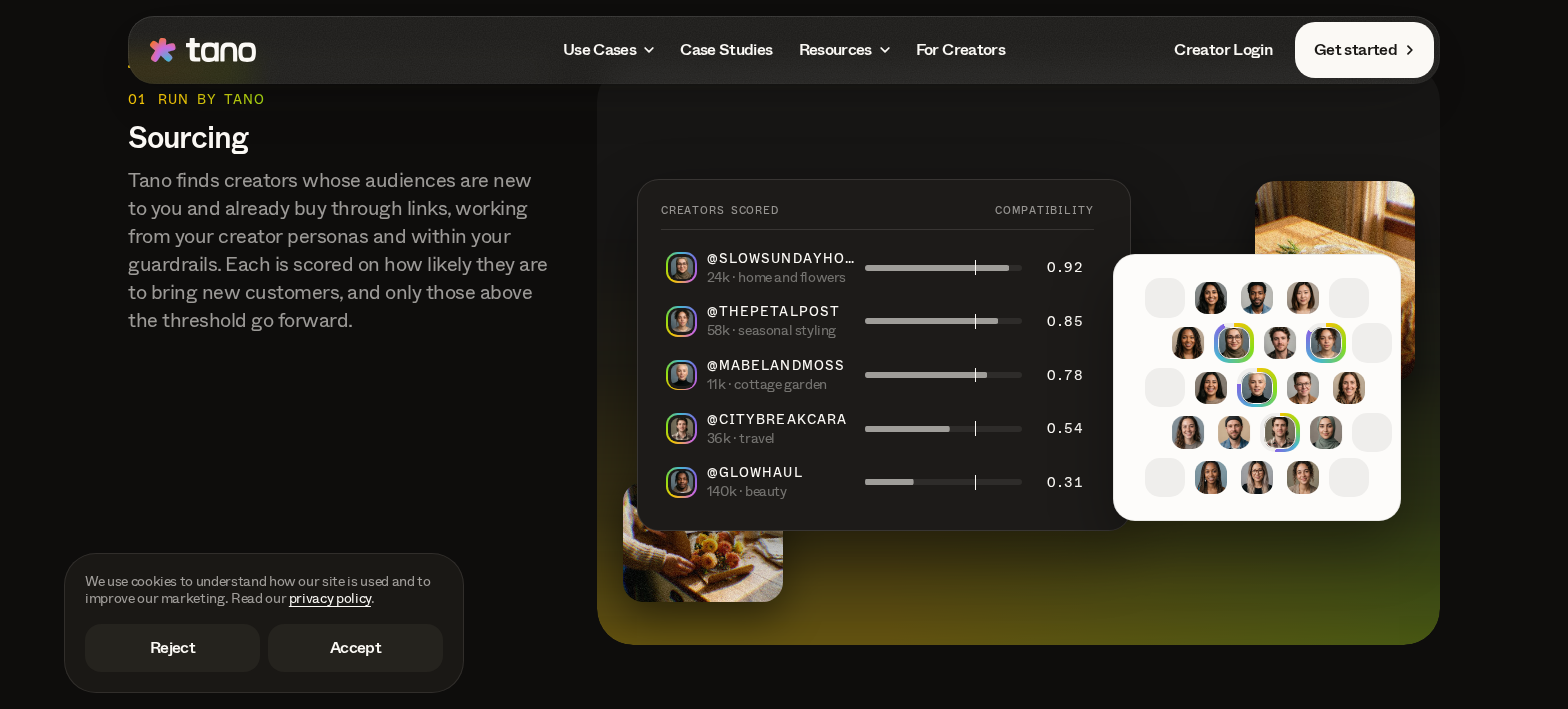 tano
Use Cases
Case Studies
Resources
For Creators
Creator Login
Get started
01 RUN BY TANO
Sourcing
Tano finds creators whose audiences are new
to you and already buy through links, working
from your creator personas and within your
guardrails. Each is scored on how likely they are
to bring new customers, and only those above
the threshold go forward.
CREATORS SCORED COMPATIBILITY
@SLOWSUNDAYHO… 0.92
24k · home and flowers
@THEPETALPOST 0.85
58k · seasonal styling
@MABELANDMOSS 0.78
11k · cottage garden
@CITYBREAKCARA 0.54
36k · travel
@GLOWHAUL 0.31
140k · beauty
We use cookies to understand how our site is used and to
improve our marketing. Read our privacy policy.
Reject
Accept